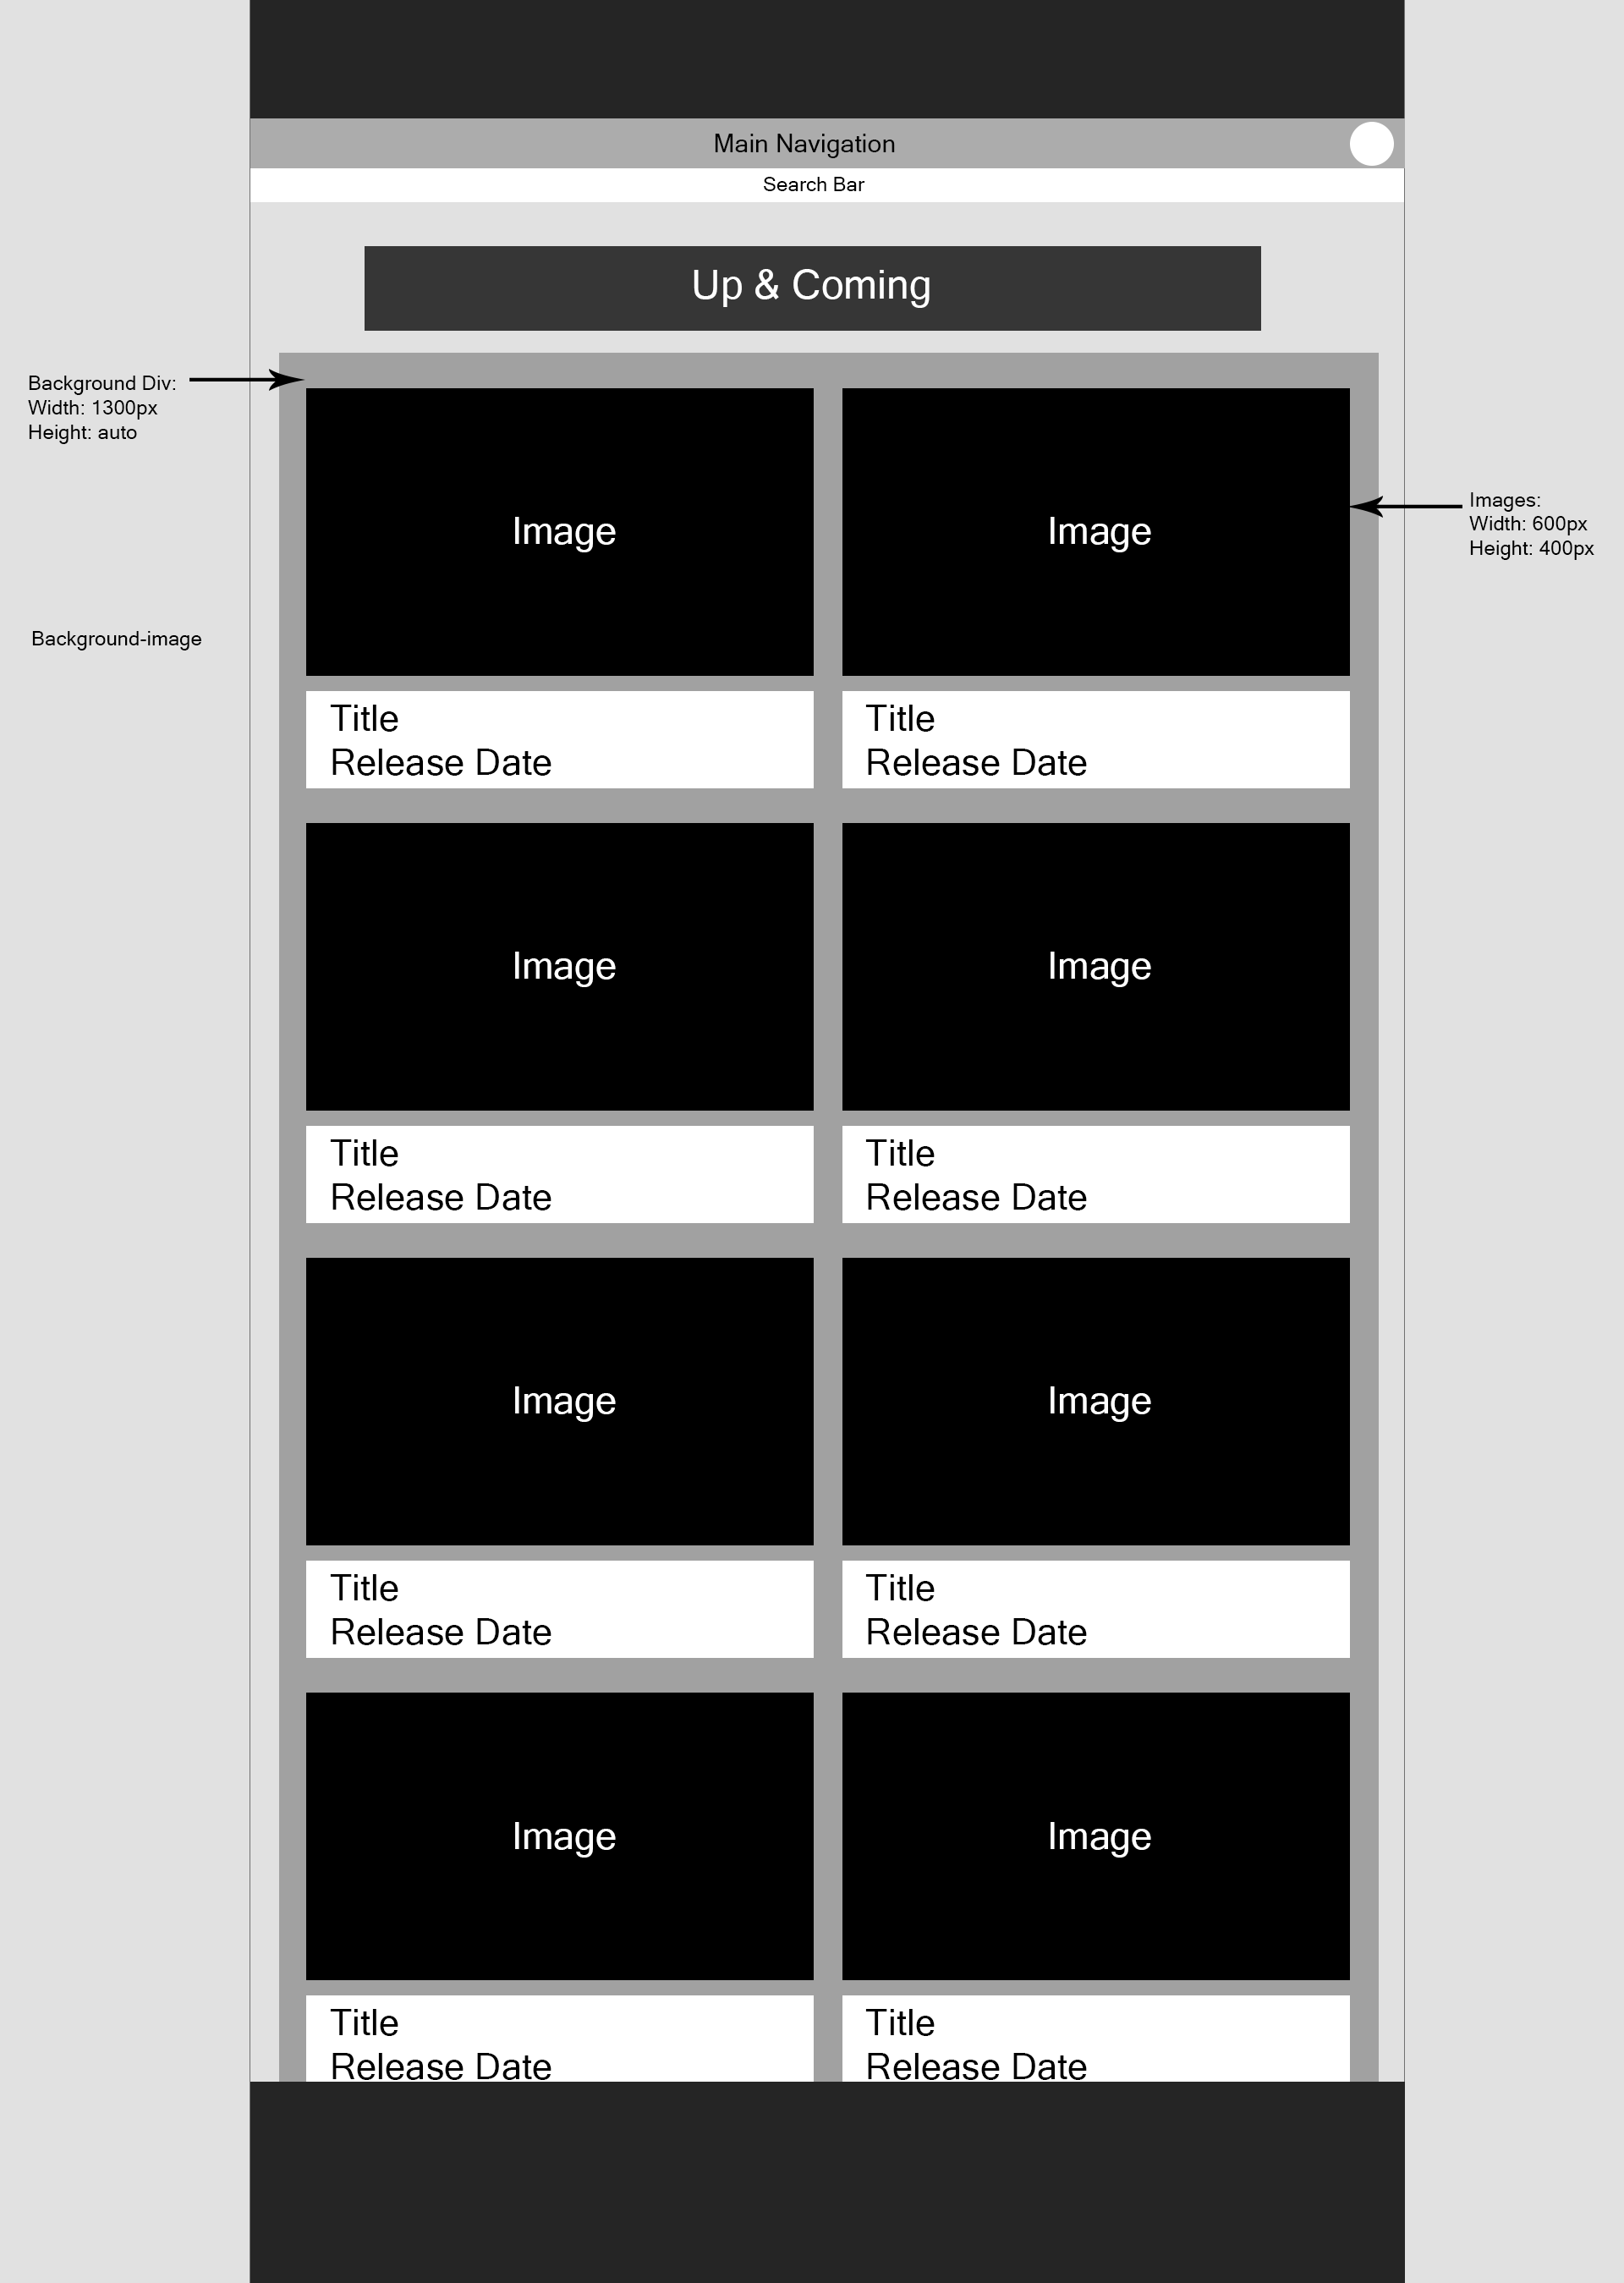 Main Navigation
Search Bar
Up & Coming
Background Div:
Width: 1300px
Height: auto
Image
Image
Images:
Width: 600px
Height: 400px
Background-image
Title
Release Date
Title
Release Date
Image
Image
Title
Release Date
Title
Release Date
Image
Image
Title
Release Date
Title
Release Date
Image
Image
Title
Release Date
Title
Release Date